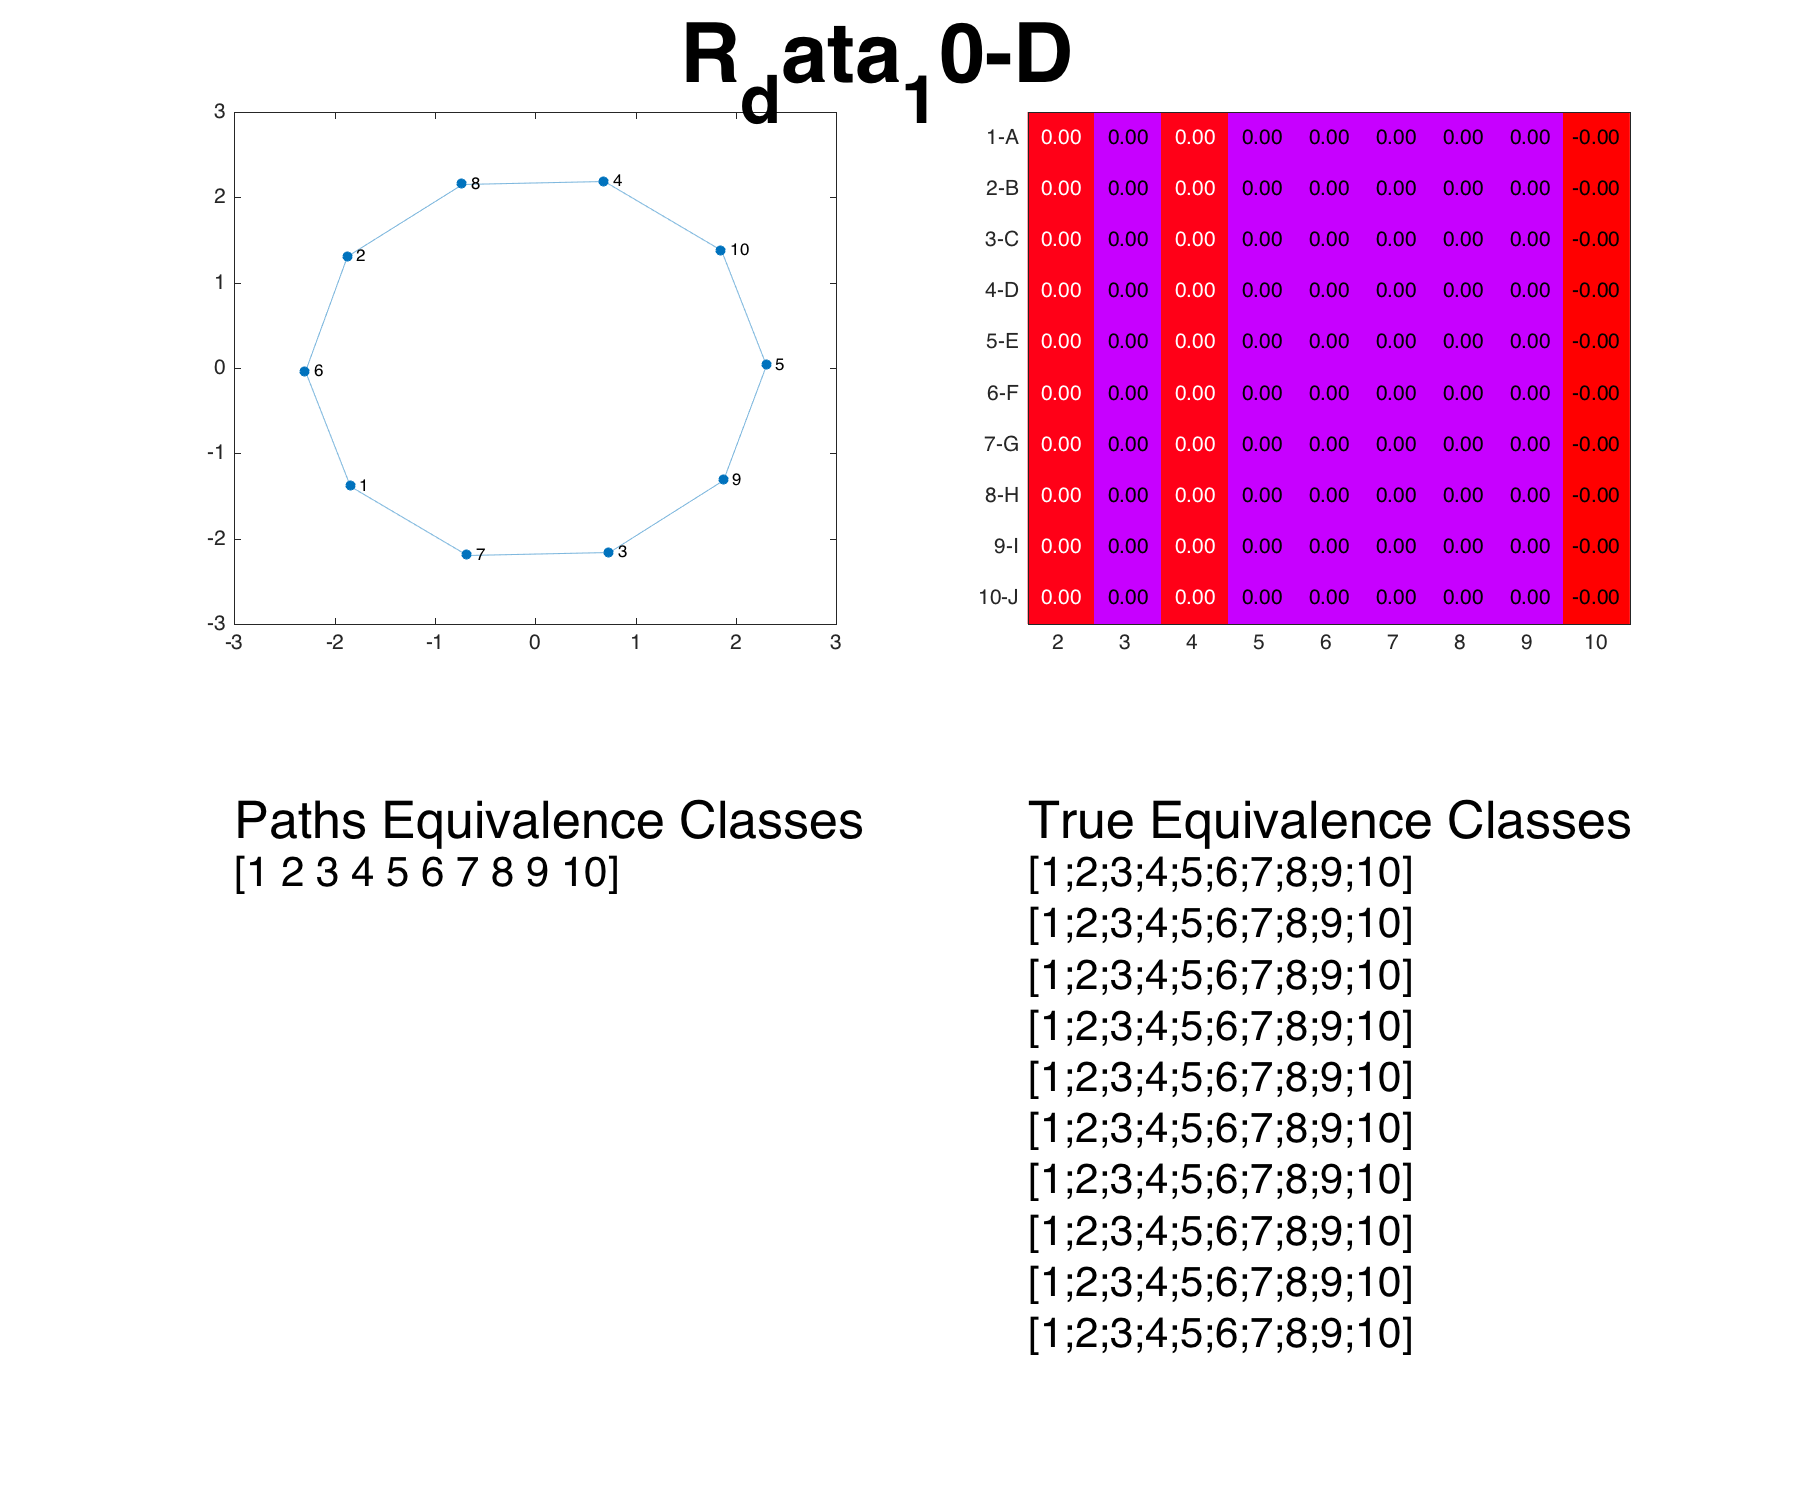 R_data_10-D
3
2
1
0
-1
-2
-3
-3 -2 -1 0 1 2 3
8
4
2
10
6
5
1
9
7
3
1-A 0.00 0.00 0.00 0.00 0.00 0.00 0.00 0.00 -0.00
2-B 0.00 0.00 0.00 0.00 0.00 0.00 0.00 0.00 -0.00
3-C 0.00 0.00 0.00 0.00 0.00 0.00 0.00 0.00 -0.00
4-D 0.00 0.00 0.00 0.00 0.00 0.00 0.00 0.00 -0.00
5-E 0.00 0.00 0.00 0.00 0.00 0.00 0.00 0.00 -0.00
6-F 0.00 0.00 0.00 0.00 0.00 0.00 0.00 0.00 -0.00
7-G 0.00 0.00 0.00 0.00 0.00 0.00 0.00 0.00 -0.00
8-H 0.00 0.00 0.00 0.00 0.00 0.00 0.00 0.00 -0.00
9-I 0.00 0.00 0.00 0.00 0.00 0.00 0.00 0.00 -0.00
10-J 0.00 0.00 0.00 0.00 0.00 0.00 0.00 0.00 -0.00
2 3 4 5 6 7 8 9 10
Paths Equivalence Classes
[1 2 3 4 5 6 7 8 9 10]
True Equivalence Classes
[1;2;3;4;5;6;7;8;9;10]
[1;2;3;4;5;6;7;8;9;10]
[1;2;3;4;5;6;7;8;9;10]
[1;2;3;4;5;6;7;8;9;10]
[1;2;3;4;5;6;7;8;9;10]
[1;2;3;4;5;6;7;8;9;10]
[1;2;3;4;5;6;7;8;9;10]
[1;2;3;4;5;6;7;8;9;10]
[1;2;3;4;5;6;7;8;9;10]
[1;2;3;4;5;6;7;8;9;10]